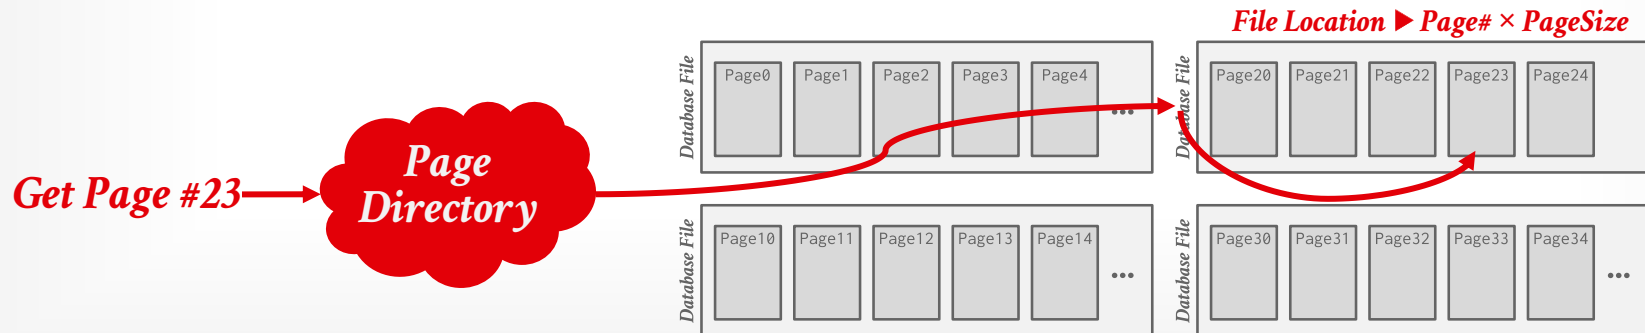 File Location ▶ Page# × PageSize
Get Page #23
Page
Directory
Database File
Page0 Page1 Page2 Page3 Page4 ...
Database File
Page20 Page21 Page22 Page23 Page24
Database File
Page10 Page11 Page12 Page13 Page14 ...
Database File
Page30 Page31 Page32 Page33 Page34 ...